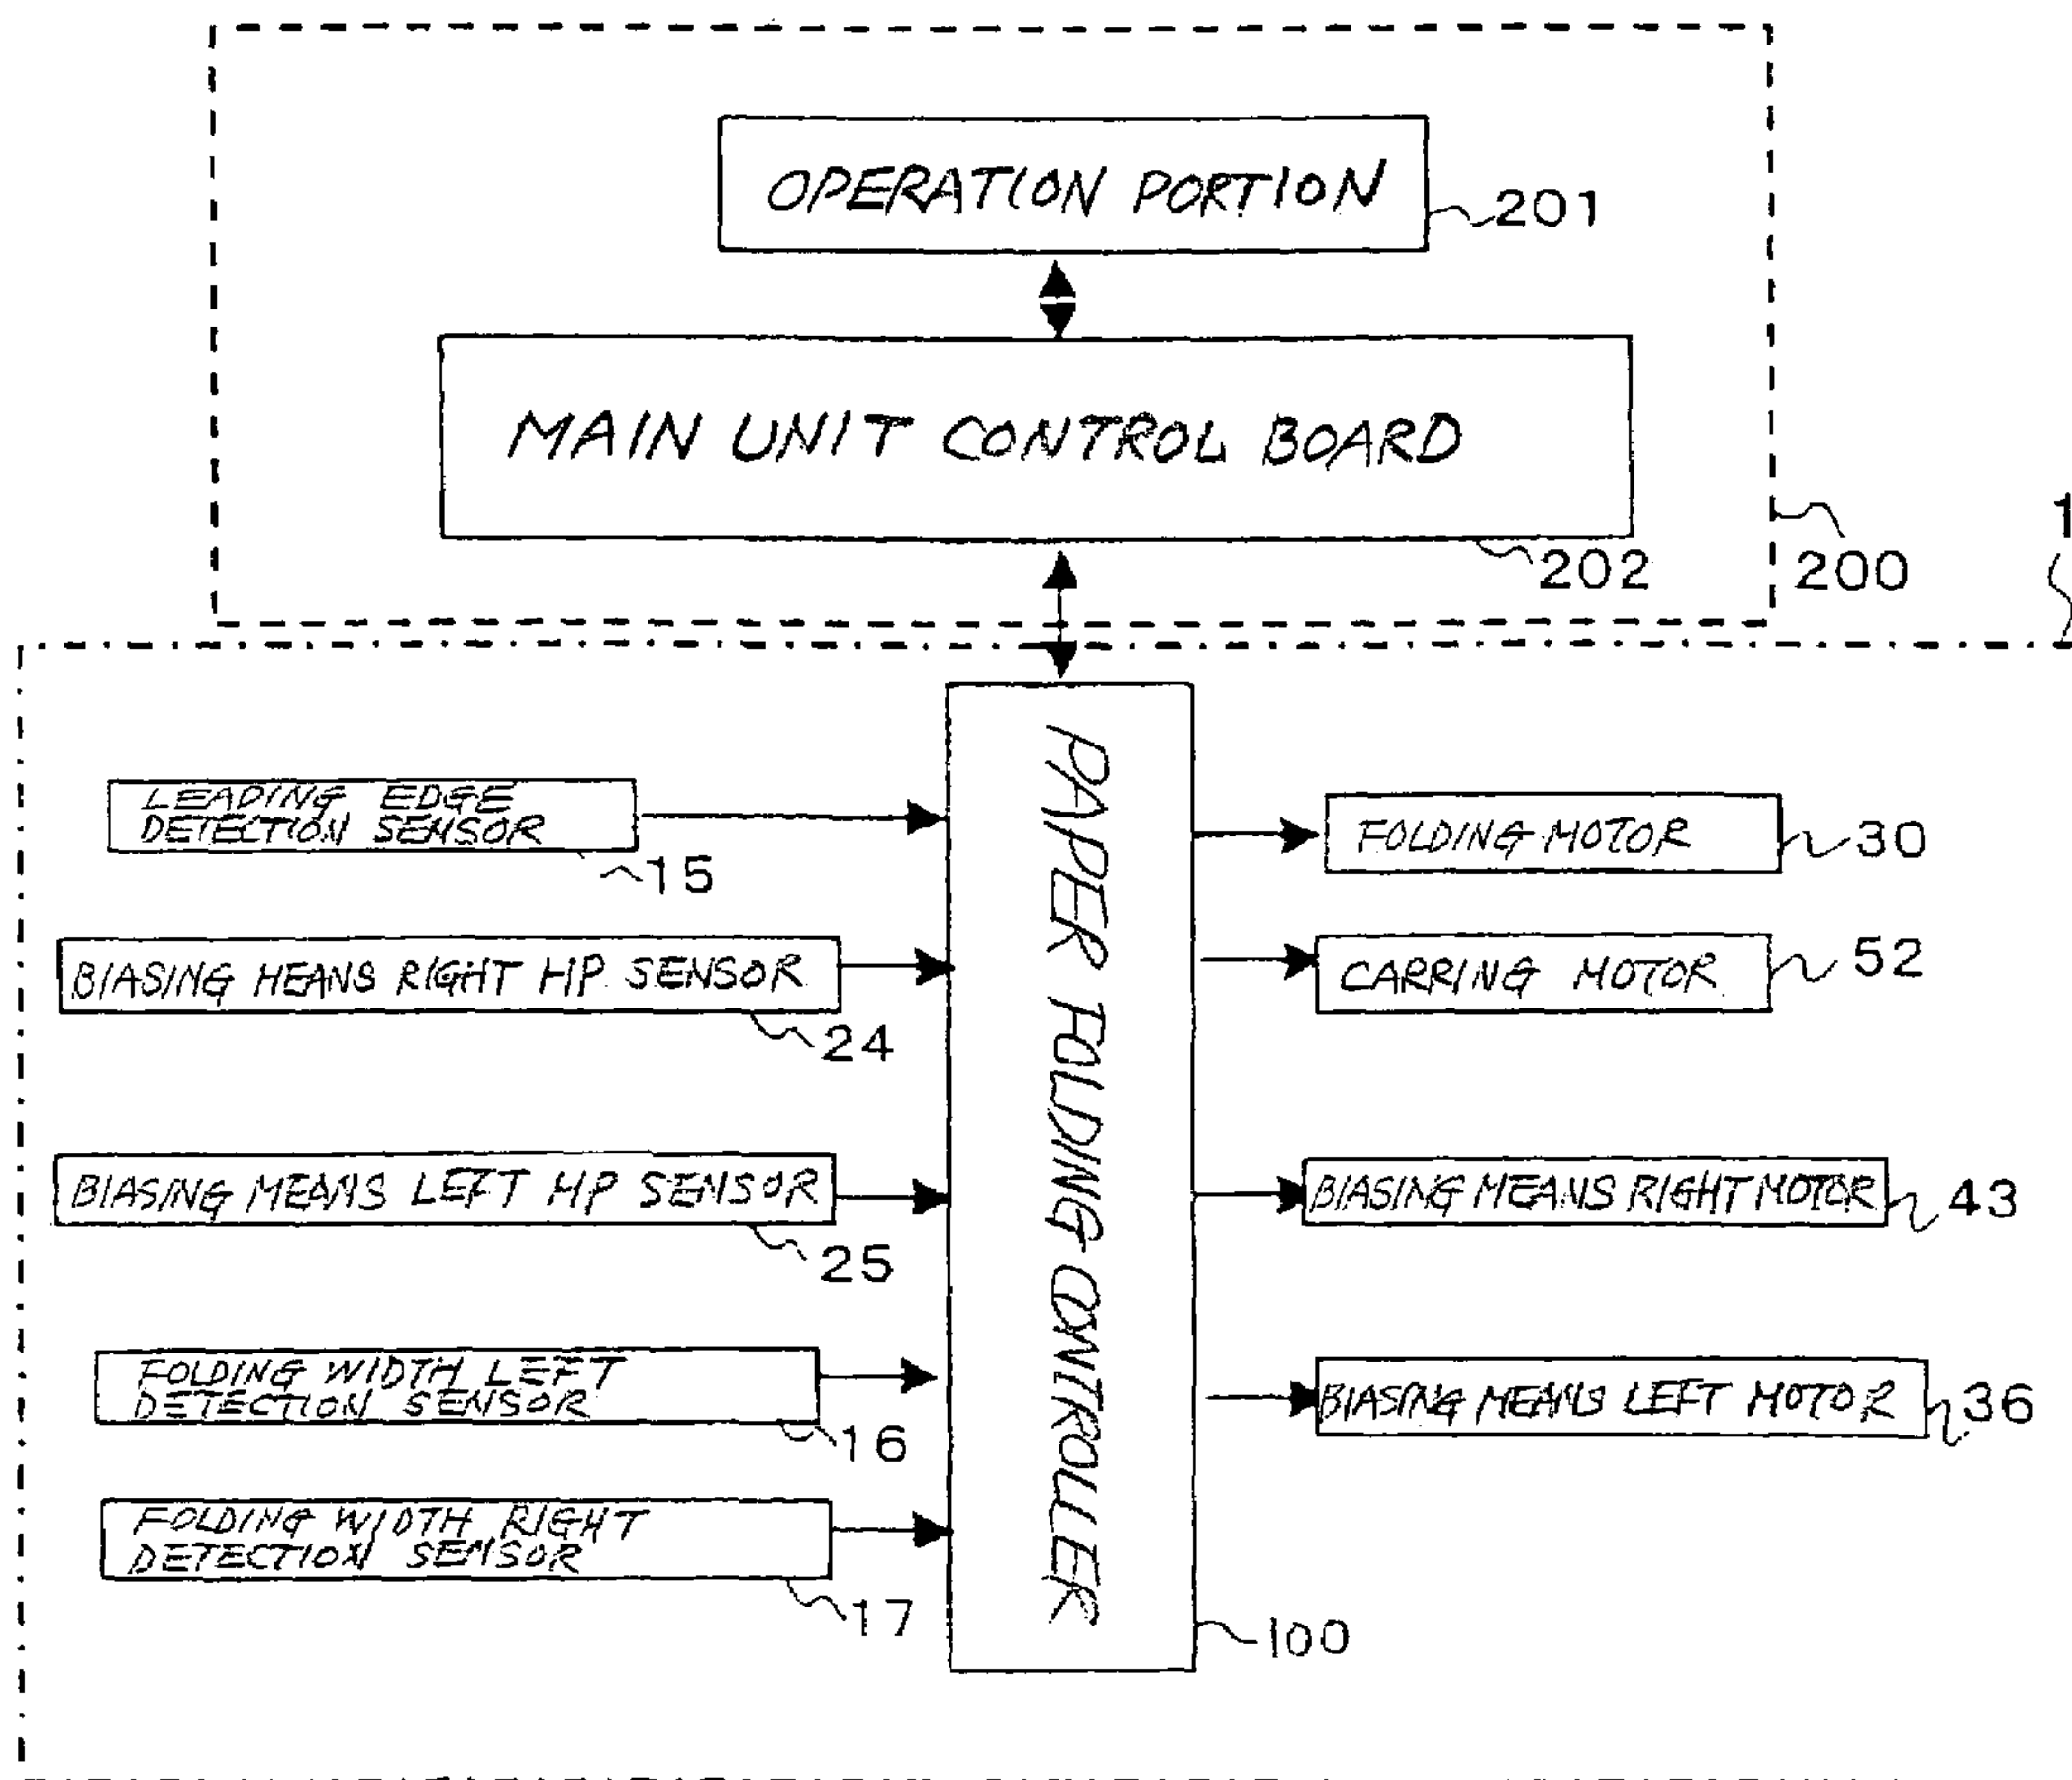 OPERATION PORTION
201
MAIN UNIT CONTROL BOARD
202
200
1
PAPER FOLDING CONTROLLER
100
LEADING EDGE
DETECTION SENSOR
15
BIASING HEANS RIGHT HP SENSOR
24
BIASING MEANS LEFT HP SENSOR
25
FOLDING WIDTH LEFT
DETECTION SENSOR
16
FOLDING WIDTH RIGHT
DETECTION SENSOR
17
FOLDING MOTOR
30
CARRING MOTOR
52
BIASING MEANS RIGHT MOTOR
43
BIASING MEANS LEFT MOTOR
36